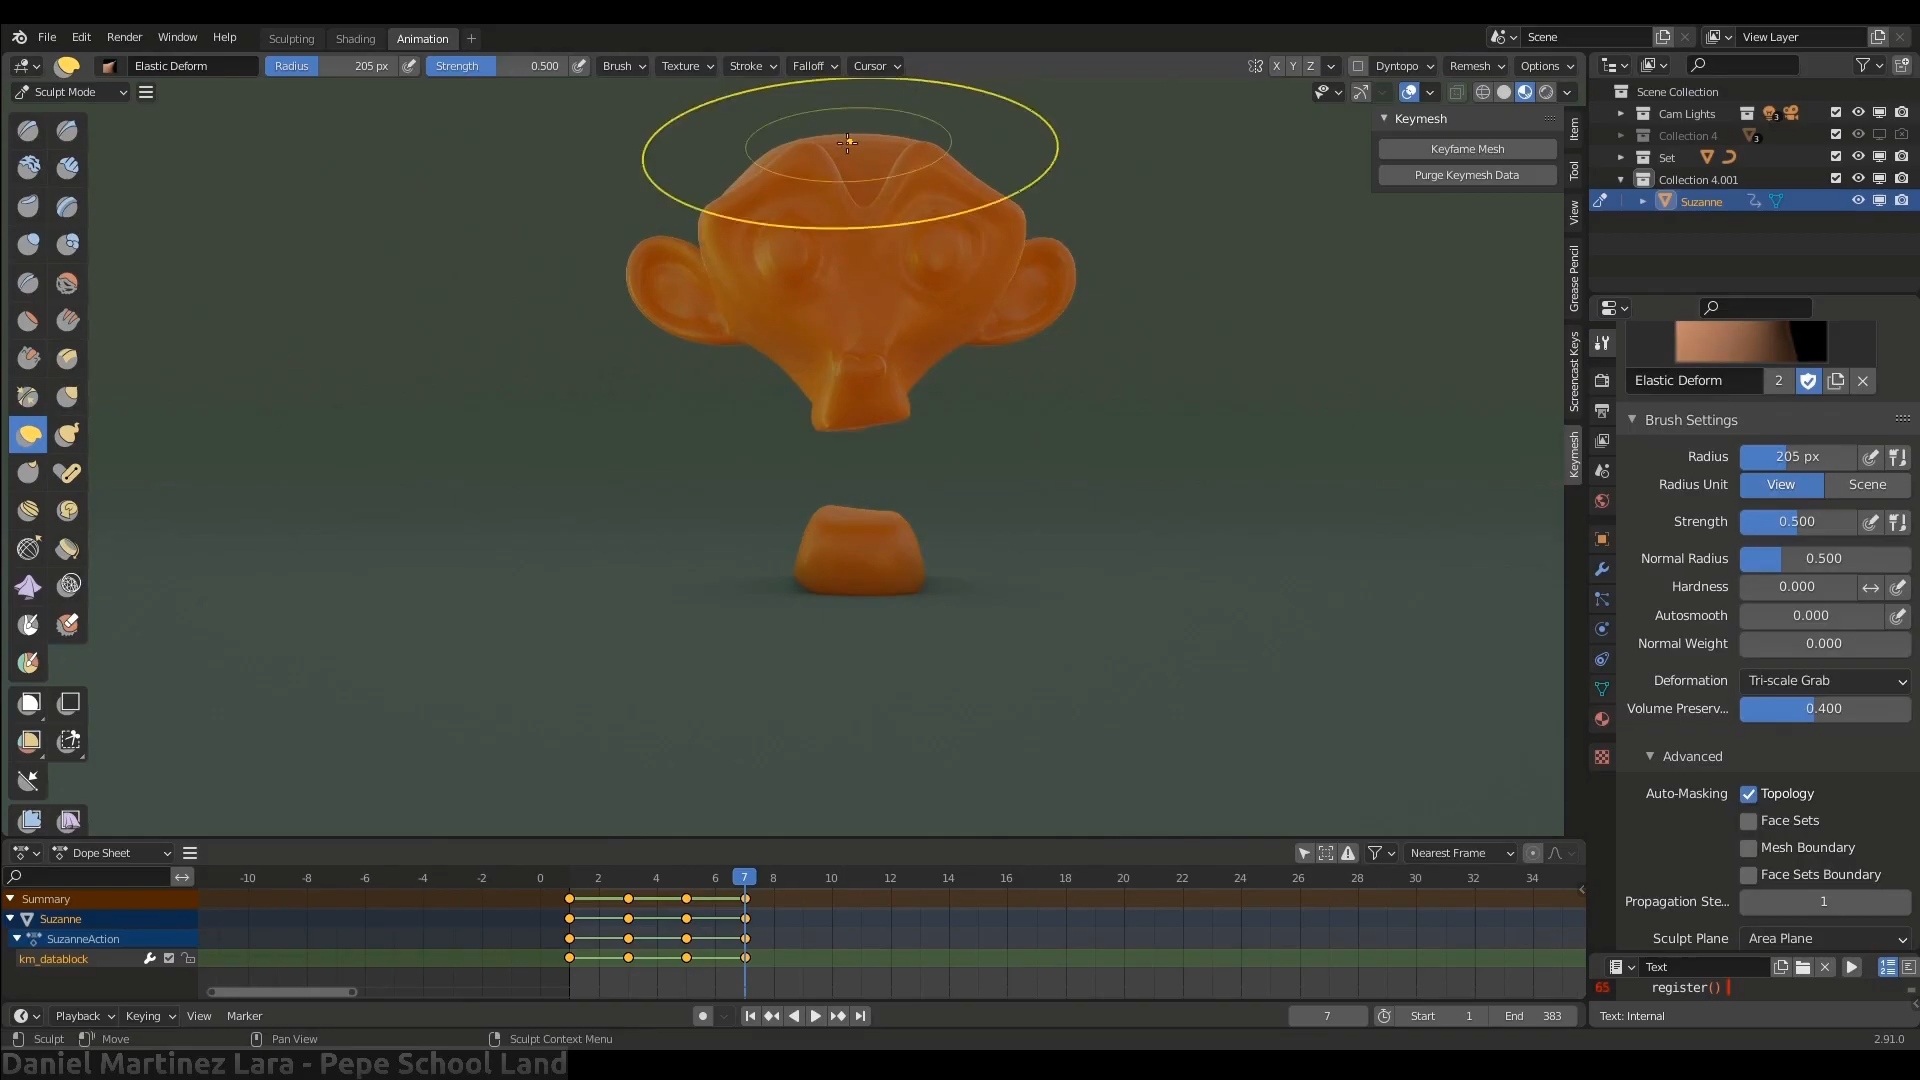 File Edit Render Window Help Sculpting Shading Animation + Scene View Layer
Elastic Deform Radius 205 px Strength 0.500 Brush Texture Stroke Falloff Cursor X Y Z Dyntopo Remesh Options
Sculpt Mode
Scene Collection
Cam Lights 3
Collection 4 3
Set
Collection 4.001
Suzanne
Keymesh
Keyfame Mesh
Purge Keymesh Data
Item
Tool
View
Grease Pencil
Screencast Keys
Keymesh
Elastic Deform 2
Brush Settings
Radius 205 px
Radius Unit View Scene
Strength 0.500
Normal Radius 0.500
Hardness 0.000
Autosmooth 0.000
Normal Weight 0.000
Deformation Tri-scale Grab
Volume Preserv... 0.400
Advanced
Auto-Masking Topology
Face Sets
Mesh Boundary
Face Sets Boundary
Propagation Ste... 1
Sculpt Plane Area Plane
Text
65 register()
Text: Internal
Dope Sheet Nearest Frame
-10 -8 -6 -4 -2 0 2 4 6 7 8 10 12 14 16 18 20 22 24 26 28 30 32 34
Summary
Suzanne
SuzanneAction
km_datablock
Playback Keying View Marker 7 Start 1 End 383
Sculpt Move Pan View Sculpt Context Menu 2.91.0
Daniel Martinez Lara - Pepe School Land